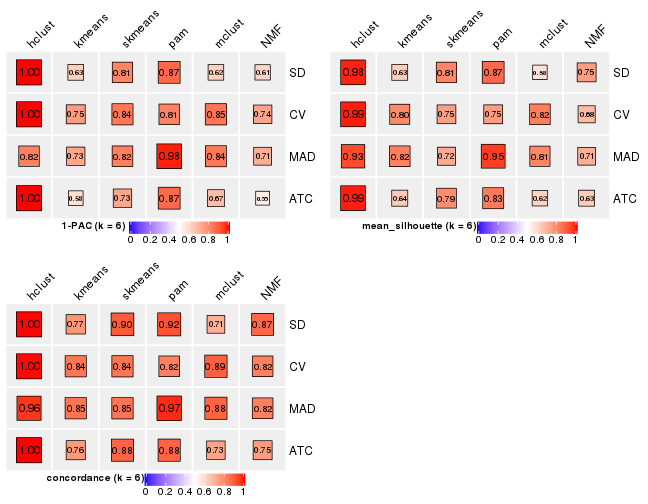 hclust kmeans skmeans pam mclust NMF
1.00 0.63 0.81 0.87 0.62 0.61 SD
1.00 0.75 0.84 0.81 0.85 0.74 CV
0.82 0.73 0.82 0.98 0.84 0.71 MAD
1.00 0.58 0.73 0.87 0.67 0.55 ATC
1-PAC (k = 6)
0 0.2 0.4 0.6 0.8 1
hclust kmeans skmeans pam mclust NMF
0.98 0.63 0.81 0.87 0.56 0.75 SD
0.99 0.80 0.75 0.75 0.82 0.68 CV
0.93 0.82 0.72 0.95 0.81 0.71 MAD
0.99 0.64 0.79 0.83 0.62 0.63 ATC
mean_silhouette (k = 6)
0 0.2 0.4 0.6 0.8 1
hclust kmeans skmeans pam mclust NMF
1.00 0.77 0.90 0.92 0.71 0.87 SD
1.00 0.84 0.84 0.82 0.89 0.82 CV
0.96 0.85 0.85 0.97 0.88 0.82 MAD
1.00 0.76 0.88 0.88 0.73 0.75 ATC
concordance (k = 6)
0 0.2 0.4 0.6 0.8 1